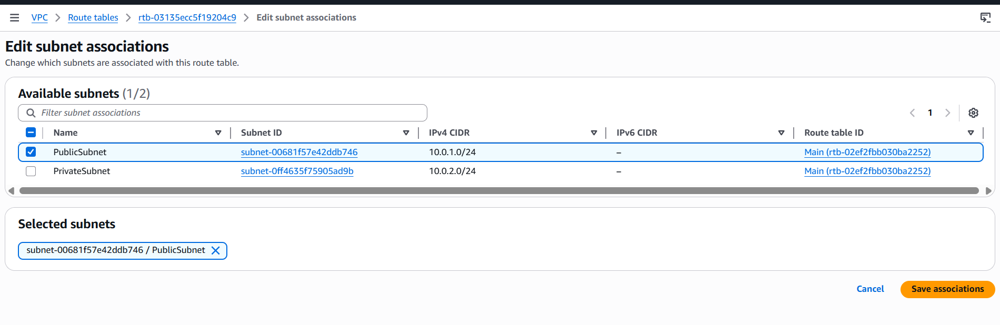 VPC > Route tables > rtb-03135ecc5f19204c9 > Edit subnet associations
Edit subnet associations
Change which subnets are associated with this route table.
Available subnets (1/2)
Filter subnet associations
1
Name Subnet ID IPv4 CIDR IPv6 CIDR Route table ID
PublicSubnet subnet-00681f57e42ddb746 10.0.1.0/24 – Main (rtb-02ef2fbb030ba2252)
PrivateSubnet subnet-0ff4635f75905ad9b 10.0.2.0/24 – Main (rtb-02ef2fbb030ba2252)
Selected subnets
subnet-00681f57e42ddb746 / PublicSubnet
Cancel Save associations